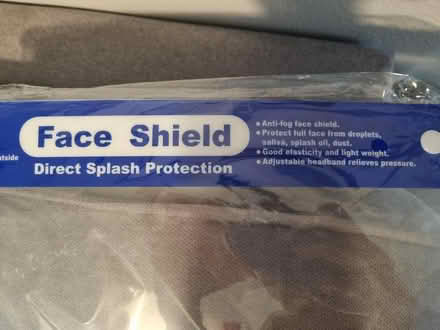 Face Shield
Direct Splash Protection
• Anti-fog face shield.
• Protect full face from droplets,
saliva, splash oil, dust.
• Good elasticity and light weight.
• Adjustable headband relieves pressure.